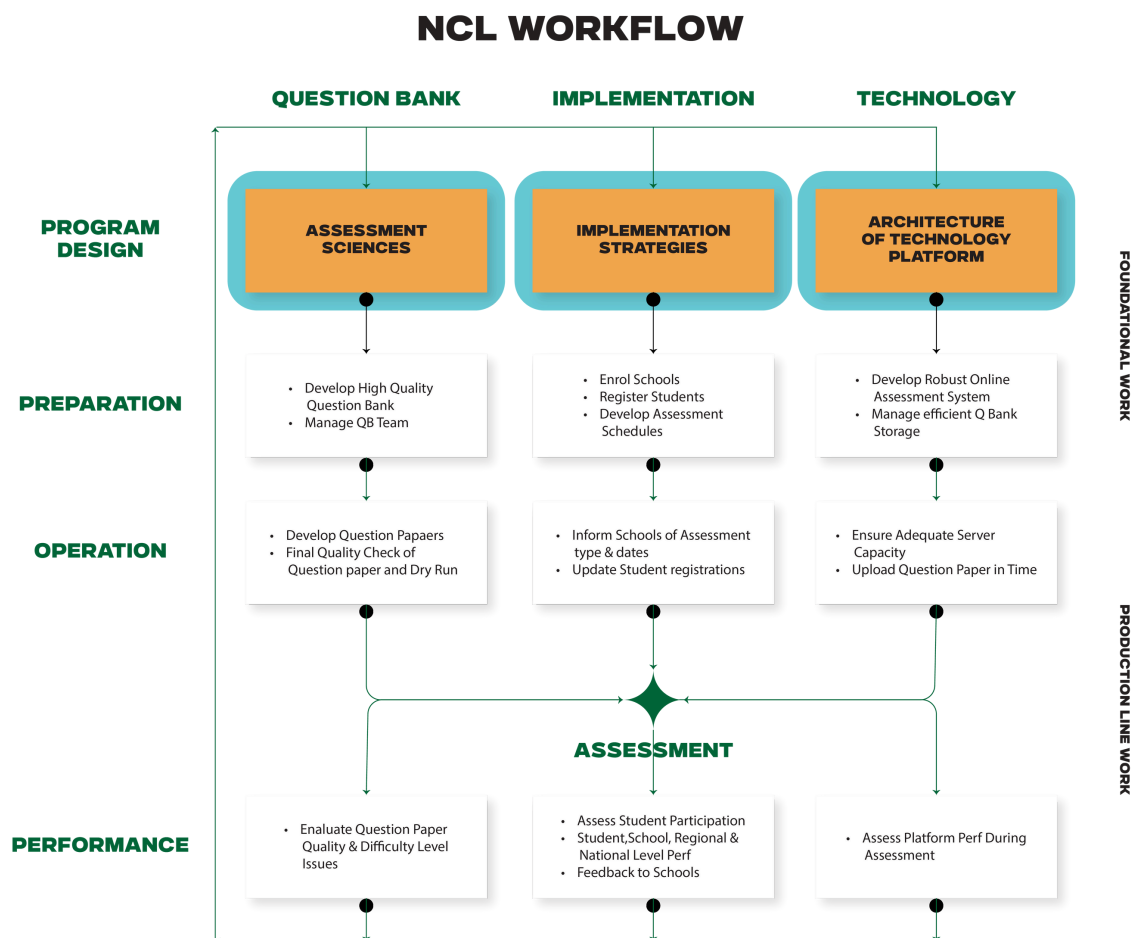 NCL WORKFLOW
QUESTION BANK
IMPLEMENTATION
TECHNOLOGY
PROGRAM
DESIGN
ASSESSMENT
SCIENCES
IMPLEMENTATION
STRATEGIES
ARCHITECTURE
OF TECHNOLOGY
PLATFORM
FOUNDATIONAL WORK
PREPARATION
• Develop High Quality
Question Bank
• Manage QB Team
• Enrol Schools
• Register Students
• Develop Assessment
Schedules
• Develop Robust Online
Assessment System
• Manage efficient Q Bank
Storage
OPERATION
• Develop Question Papaers
• Final Quality Check of
Question paper and Dry Run
• Inform Schools of Assessment
type & dates
• Update Student registrations
• Ensure Adequate Server
Capacity
• Upload Question Paper in Time
PRODUCTION LINE WORK
ASSESSMENT
PERFORMANCE
• Enaluate Question Paper
Quality & Difficulty Level
Issues
• Assess Student Participation
• Student,School, Regional &
National Level Perf
• Feedback to Schools
• Assess Platform Perf During
Assessment